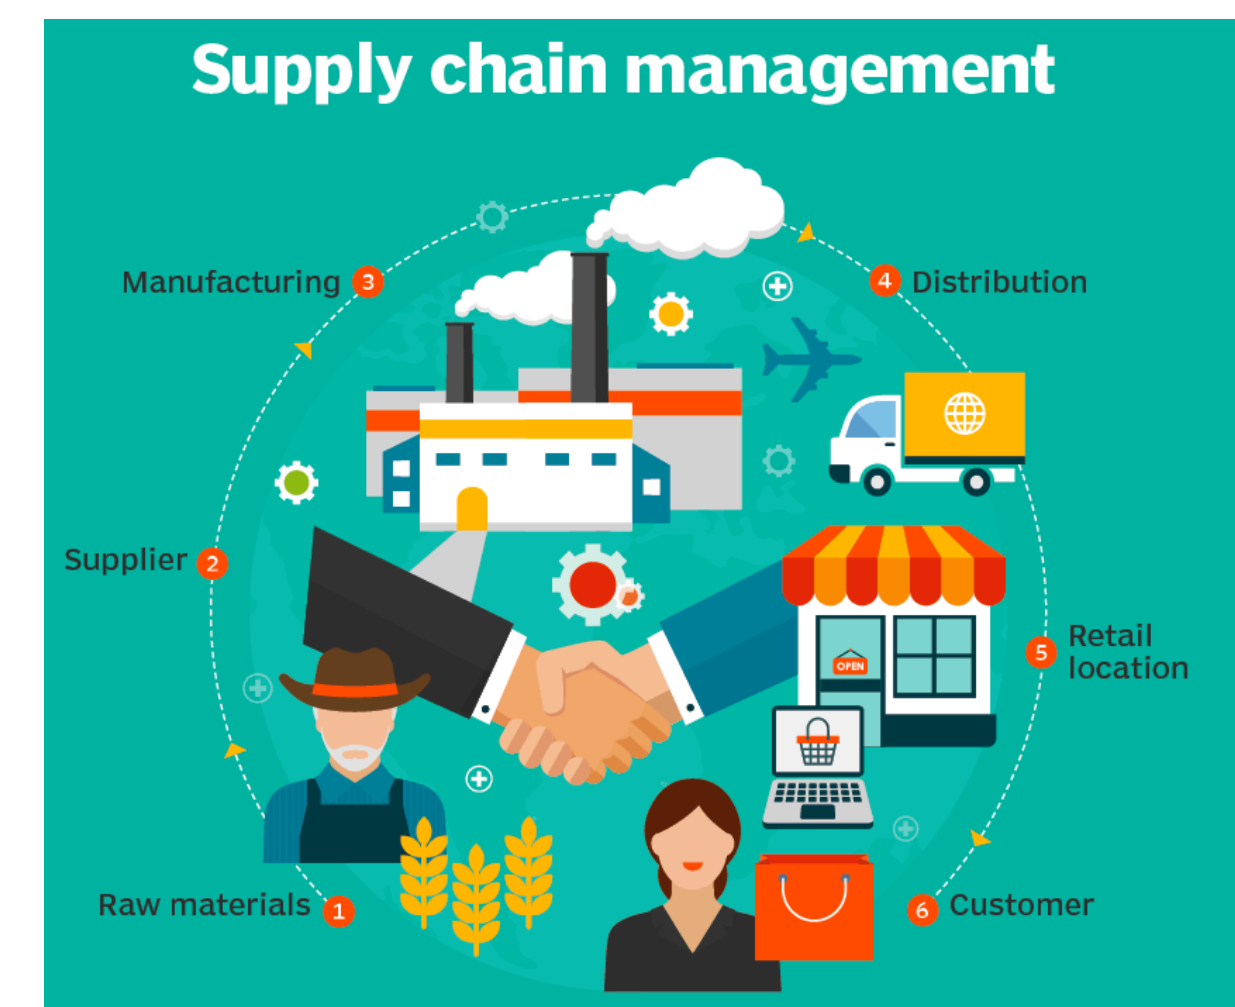 Supply chain management
Raw materials 1
Supplier 2
Manufacturing 3
4 Distribution
5 Retail
location
OPEN
6 Customer